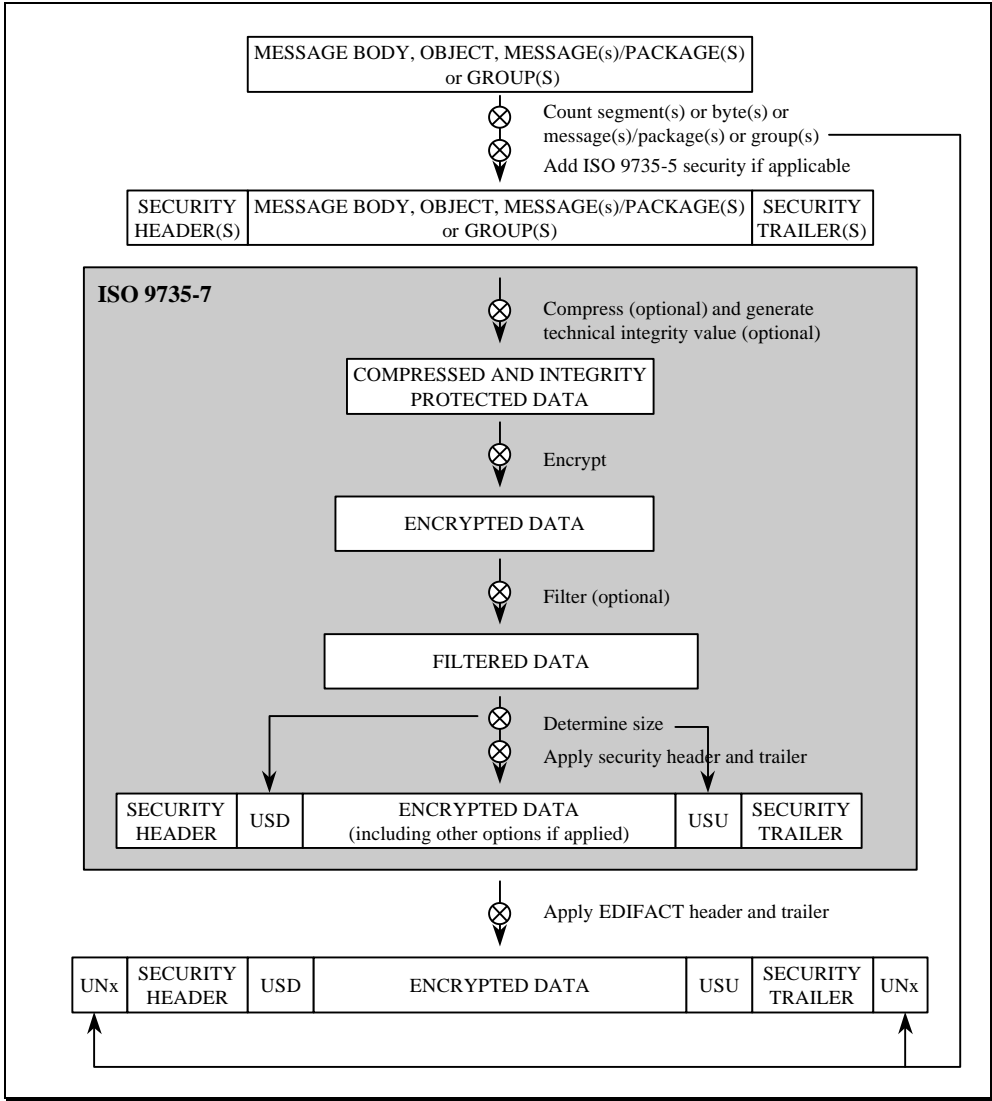 MESSAGE BODY, OBJECT, MESSAGE(s)/PACKAGE(S)
or GROUP(S)
Count segment(s) or byte(s) or
message(s)/package(s) or group(s)
Add ISO 9735-5 security if applicable
SECURITY
HEADER(S)
MESSAGE BODY, OBJECT, MESSAGE(s)/PACKAGE(S)
or GROUP(S)
SECURITY
TRAILER(S)
ISO 9735-7
Compress (optional) and generate
technical integrity value (optional)
COMPRESSED AND INTEGRITY
PROTECTED DATA
Encrypt
ENCRYPTED DATA
Filter (optional)
FILTERED DATA
Determine size
Apply security header and trailer
SECURITY
HEADER
USD
ENCRYPTED DATA
(including other options if applied)
USU
SECURITY
TRAILER
Apply EDIFACT header and trailer
UNx
SECURITY
HEADER
USD
ENCRYPTED DATA
USU
SECURITY
TRAILER
UNx